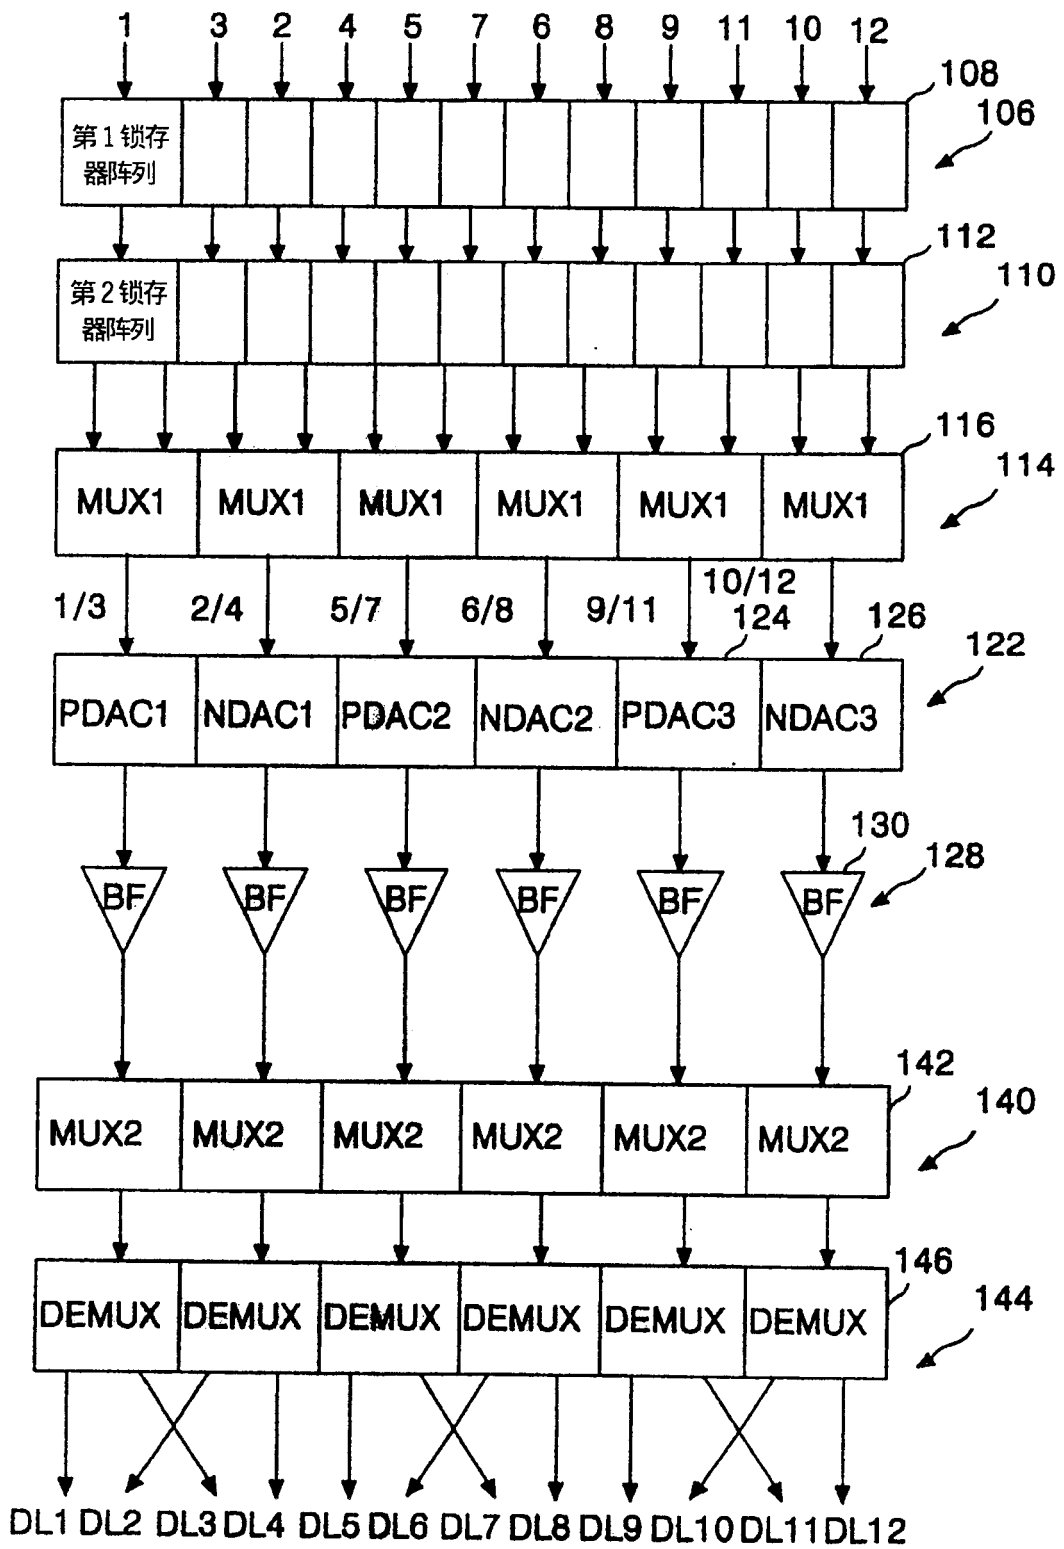 1 3 2 4 5 7 6 8 9 11 10 12
108
106
第1锁存
器阵列
112
110
第2锁存
器阵列
116
114
MUX1 MUX1 MUX1 MUX1 MUX1 MUX1
1/3 2/4 5/7 6/8 9/11 10/12
124 126
122
PDAC1 NDAC1 PDAC2 NDAC2 PDAC3 NDAC3
130
128
BF BF BF BF BF BF
142
140
MUX2 MUX2 MUX2 MUX2 MUX2 MUX2
146
144
DEMUX DEMUX DEMUX DEMUX DEMUX DEMUX
DL1 DL2 DL3 DL4 DL5 DL6 DL7 DL8 DL9 DL10 DL11 DL12